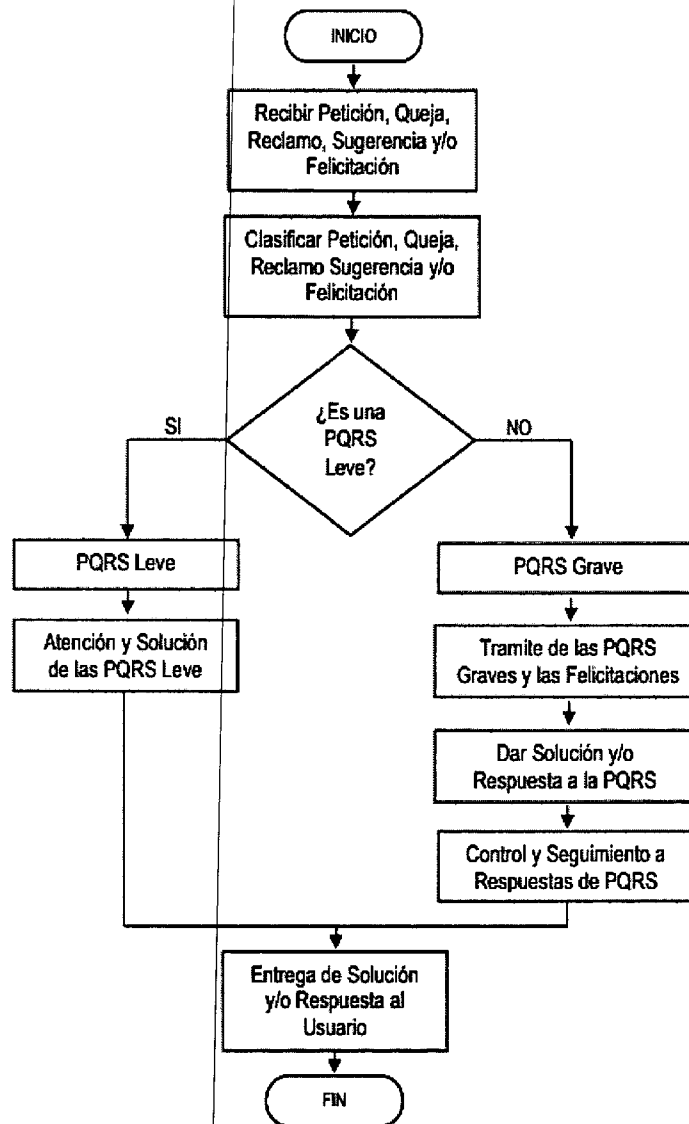 INICIO
Recibir Petición, Queja,
Reclamo, Sugerencia y/o
Felicitación
Clasificar Petición, Queja,
Reclamo Sugerencia y/o
Felicitación
¿Es una
PQRS
Leve?
SI
NO
PQRS Leve
Atención y Solución
de las PQRS Leve
PQRS Grave
Tramite de las PQRS
Graves y las Felicitaciones
Dar Solución y/o
Respuesta a la PQRS
Control y Seguimiento a
Respuestas de PQRS
Entrega de Solución
y/o Respuesta al
Usuario
FIN